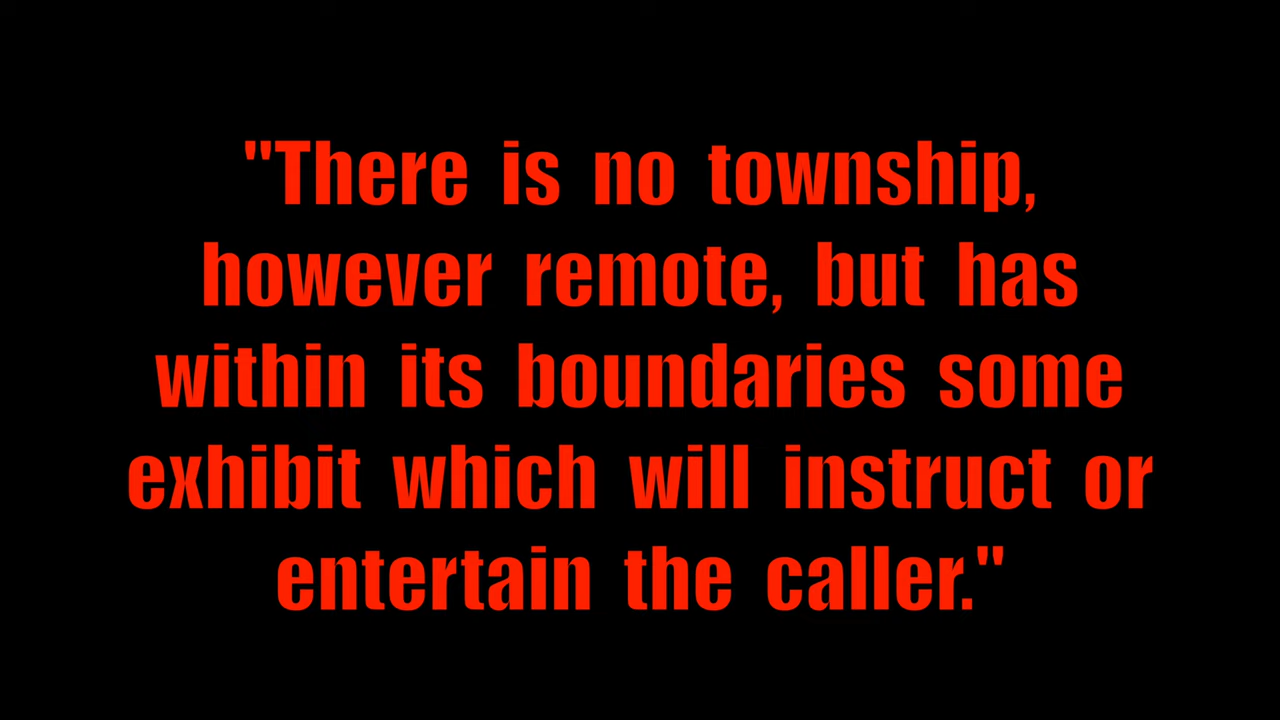 "There is no township,
however remote, but has
within its boundaries some
exhibit which will instruct or
entertain the caller."